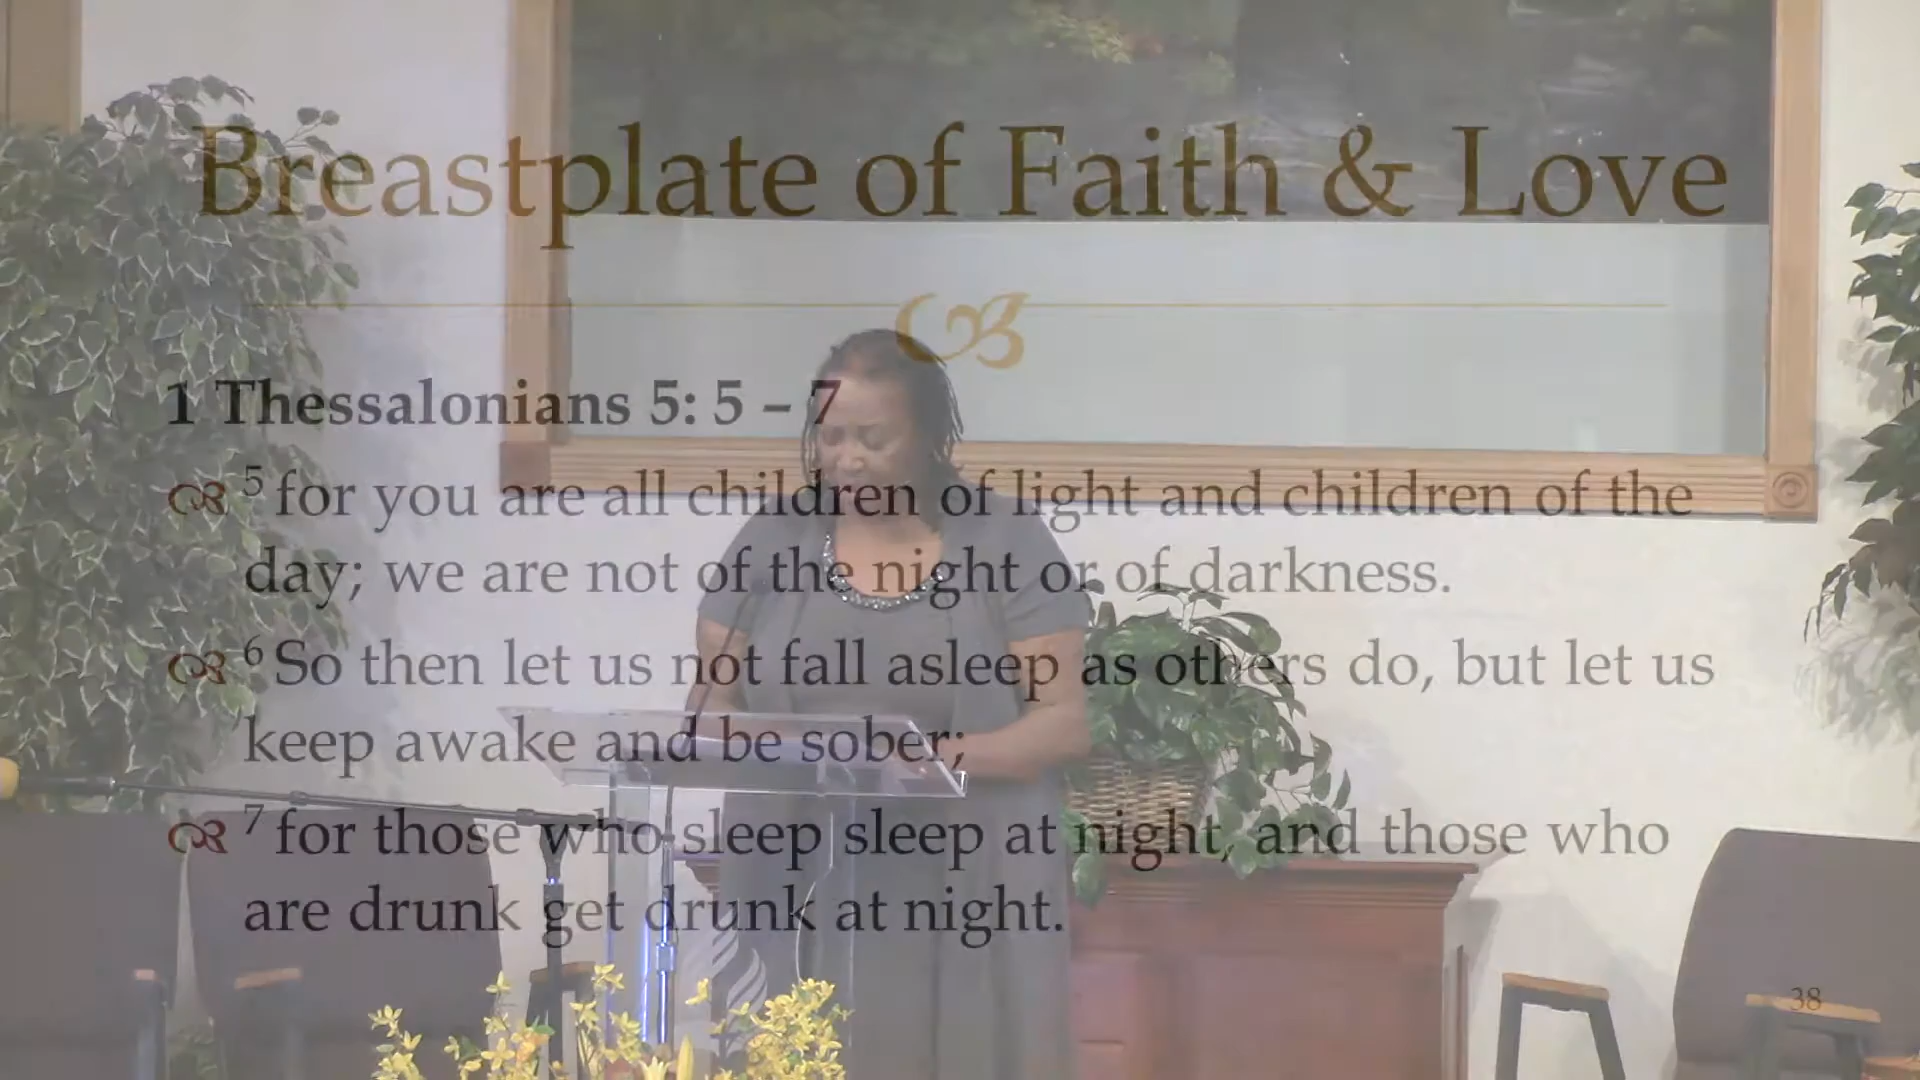 Breastplate of Faith & Love
1 Thessalonians 5: 5 – 7
5 for you are all children of light and children of the
day; we are not of the night or of darkness.
6 So then let us not fall asleep as others do, but let us
keep awake and be sober;
7 for those who sleep sleep at night, and those who
are drunk get drunk at night.
38